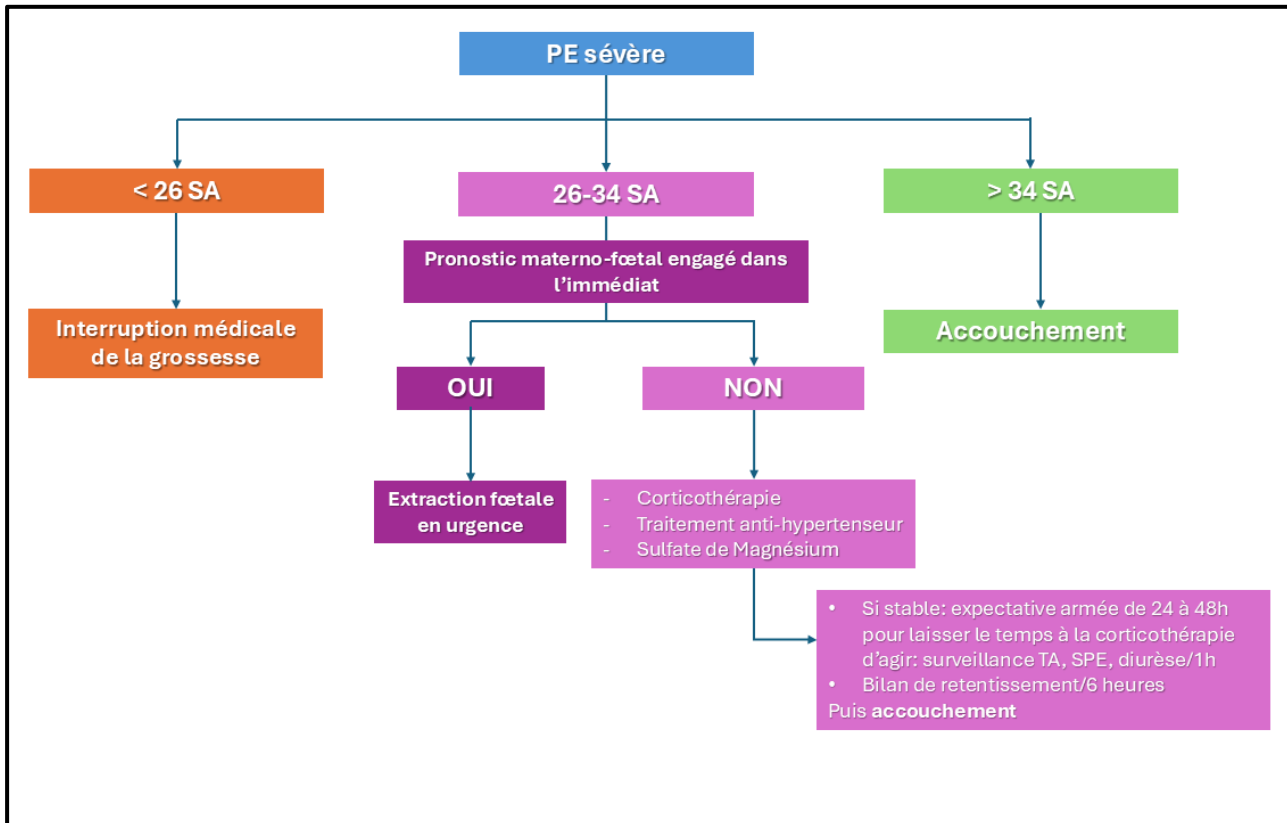 PE sévère
< 26 SA
26-34 SA
> 34 SA
Pronostic materno-fœtal engagé dans
l'immédiat
Interruption médicale
de la grossesse
Accouchement
OUI
NON
Extraction fœtale
en urgence
- Corticothérapie
- Traitement anti-hypertenseur
- Sulfate de Magnésium
• Si stable: expectative armée de 24 à 48h
pour laisser le temps à la corticothérapie
d'agir: surveillance TA, SPE, diurèse/1h
• Bilan de retentissement/6 heures
Puis accouchement